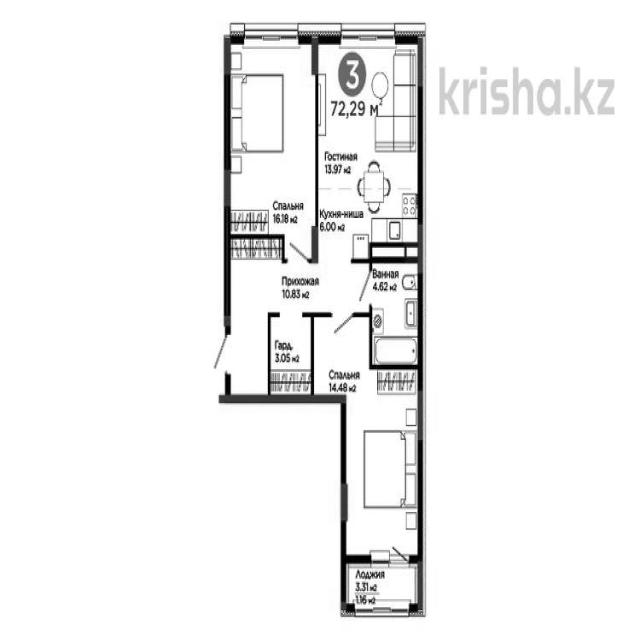 3
72,29 м²
krisha.kz
Гостиная
13.97 м2
Спальня
16.18 м2
Кухня-ниша
6.00 м2
Прихожая
10.83 м2
Ванная
4.62 м2
Гард.
3.05 м2
Спальня
14.48 м2
Лоджия
3.31 м2
1.16 м2